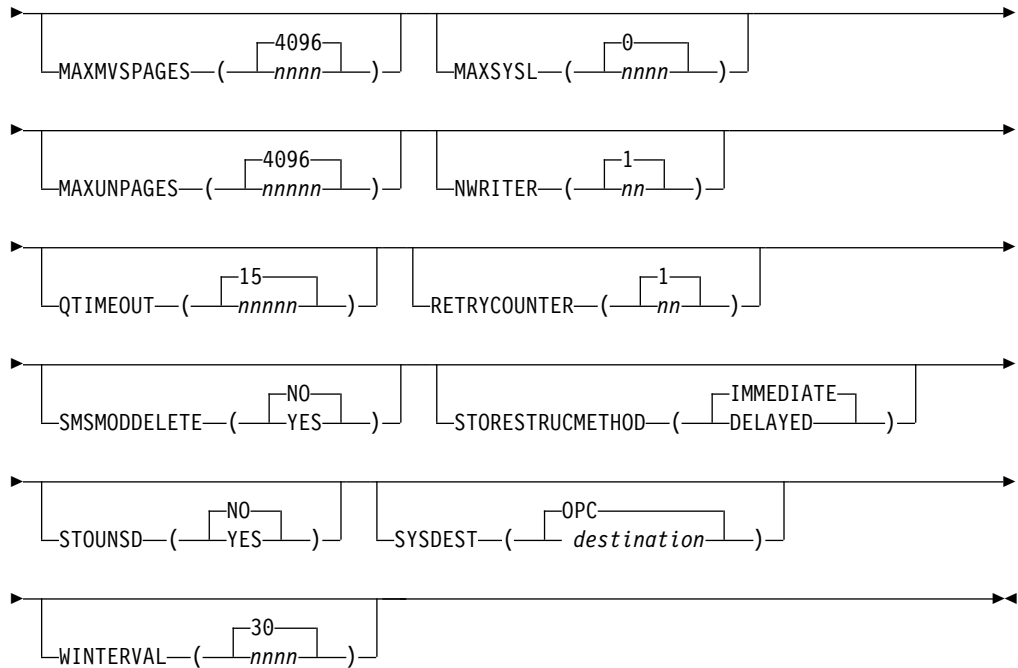 4096 0
MAXMVSPAGES ( nnnn ) MAXSYSL ( nnnn )
4096 1
MAXUNPAGES ( nnnnn ) NWRITER ( nn )
15 1
QTIMEOUT ( nnnnn ) RETRYCOUNTER ( nn )
NO IMMEDIATE
SMSMODDELETE ( YES ) STORESTRUCMETHOD ( DELAYED )
NO OPC
STOUNSD ( YES ) SYSDEST ( destination )
30
WINTERVAL ( nnnn )